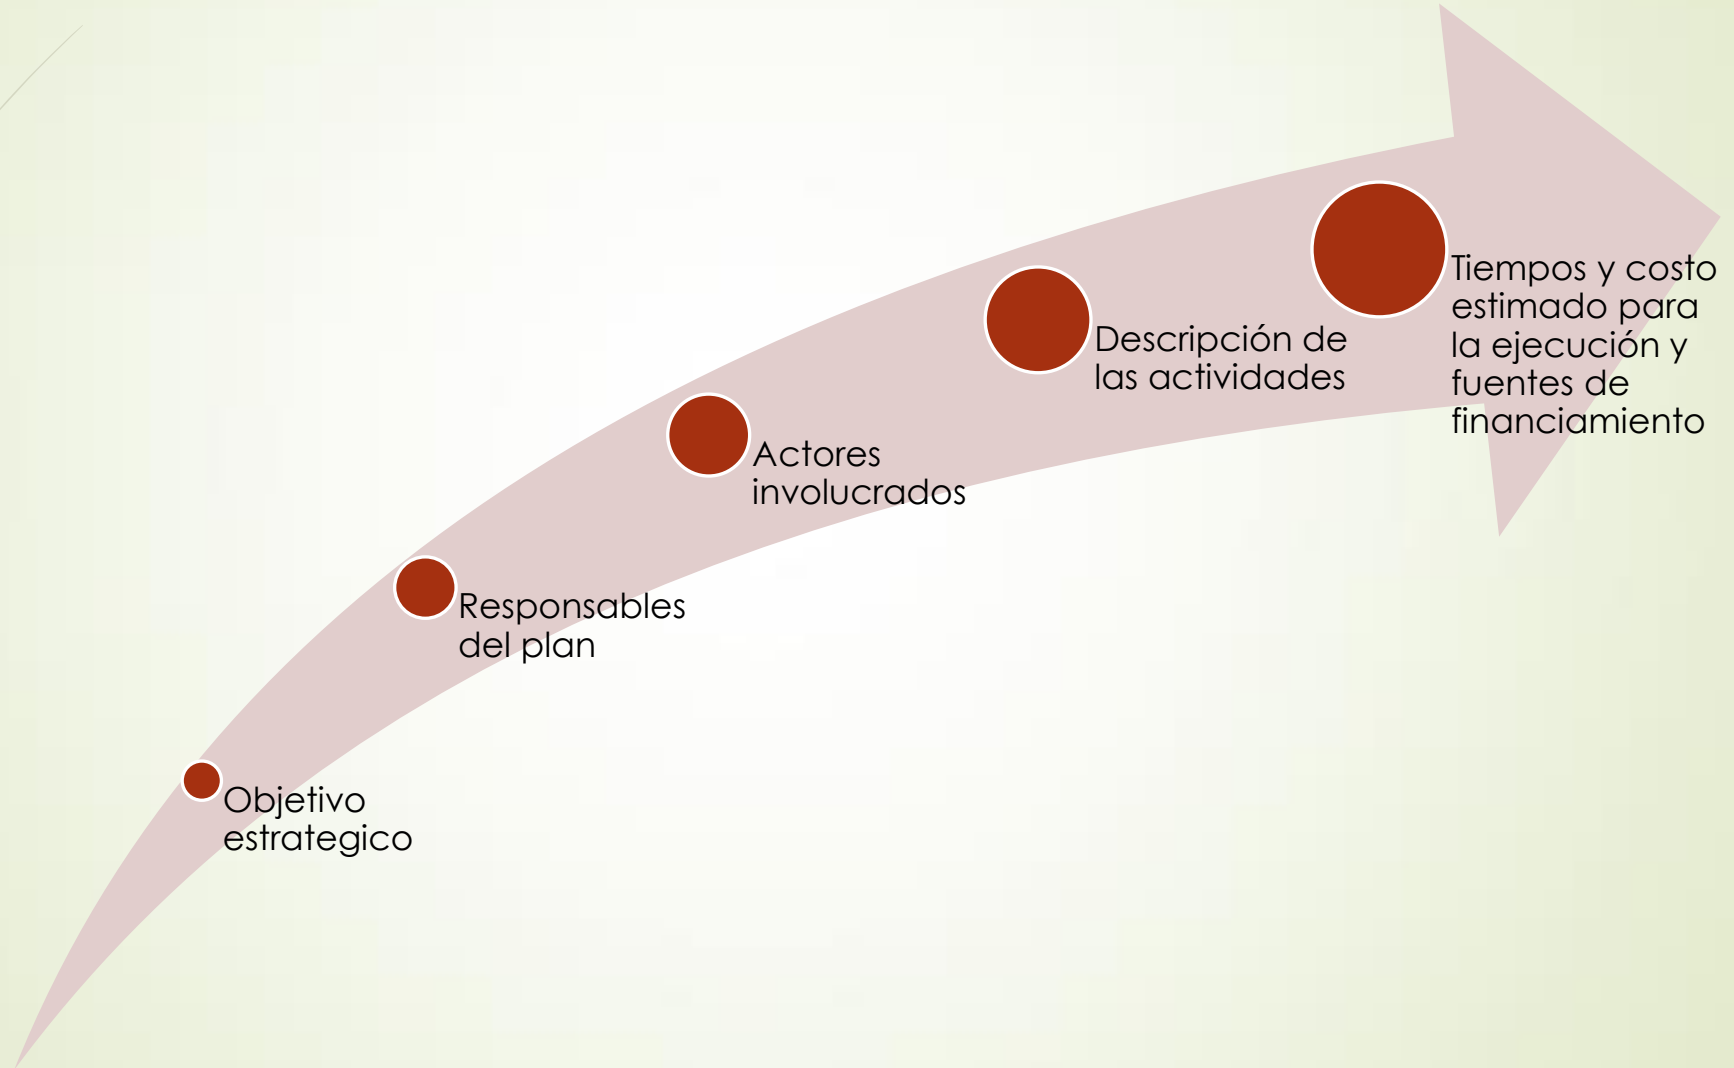 Objetivo
estrategico
Responsables
del plan
Actores
involucrados
Descripción de
las actividades
Tiempos y costo
estimado para
la ejecución y
fuentes de
financiamiento